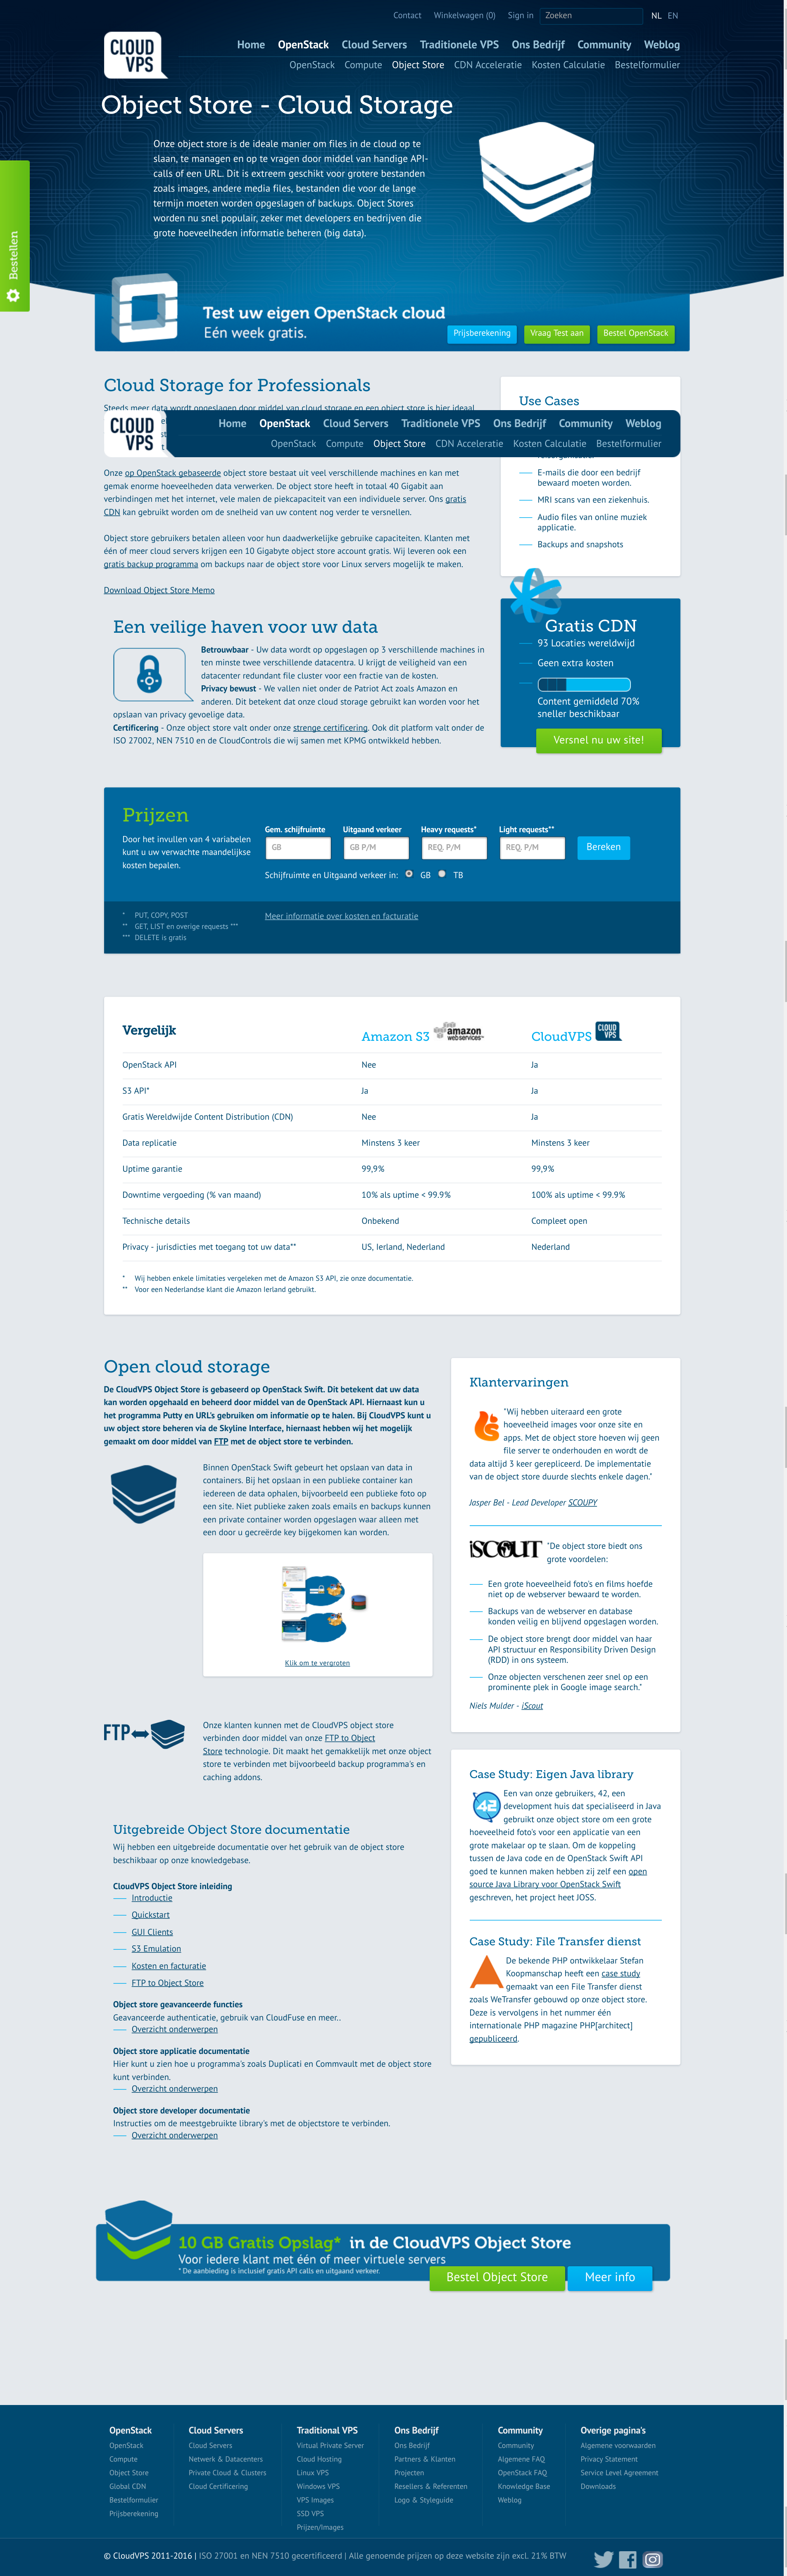 Contact Winkelwagen (0) Sign in Zoeken NL EN
CLOUD VPS
Home OpenStack Cloud Servers Traditionele VPS Ons Bedrijf Community Weblog
OpenStack Compute Object Store CDN Acceleratie Kosten Calculatie Bestelformulier
Object Store - Cloud Storage
Onze object store is de ideale manier om files in de cloud op te
slaan, te managen en op te vragen door middel van handige API-
calls of een URL. Dit is extreem geschikt voor grotere bestanden
zoals images, andere media files, bestanden die voor de lange
termijn moeten worden opgeslagen of backups. Object Stores
worden nu snel populair, zeker met developers en bedrijven die
grote hoeveelheden informatie beheren (big data).
Bestellen
Test uw eigen OpenStack cloud
Eén week gratis.
Prijsberekening Vraag Test aan Bestel OpenStack
Cloud Storage for Professionals
Steeds meer data wordt opgeslagen door middel van cloud storage en een object store is hier ideaal
CLOUD VPS
Home OpenStack Cloud Servers Traditionele VPS Ons Bedrijf Community Weblog
OpenStack Compute Object Store CDN Acceleratie Kosten Calculatie Bestelformulier
Onze op OpenStack gebaseerde object store bestaat uit veel verschillende machines en kan met
gemak enorme hoeveelheden data verwerken. De object store heeft in totaal 40 Gigabit aan
verbindingen met het internet, vele malen de piekcapaciteit van een individuele server. Ons gratis
CDN kan gebruikt worden om de snelheid van uw content nog verder te versnellen.
Object store gebruikers betalen alleen voor hun daadwerkelijke gebruike capaciteiten. Klanten met
één of meer cloud servers krijgen een 10 Gigabyte object store account gratis. Wij leveren ook een
gratis backup programma om backups naar de object store voor Linux servers mogelijk te maken.
Download Object Store Memo
Use Cases
E-mails die door een bedrijf
bewaard moeten worden.
MRI scans van een ziekenhuis.
Audio files van online muziek
applicatie.
Backups and snapshots
Een veilige haven voor uw data
Betrouwbaar - Uw data wordt op opgeslagen op 3 verschillende machines in
ten minste twee verschillende datacentra. U krijgt de veiligheid van een
datacenter redundant file cluster voor een fractie van de kosten.
Privacy bewust - We vallen niet onder de Patriot Act zoals Amazon en
anderen. Dit betekent dat onze cloud storage gebruikt kan worden voor het
opslaan van privacy gevoelige data.
Certificering - Onze object store valt onder onze strenge certificering. Ook dit platform valt onder de
ISO 27002, NEN 7510 en de CloudControls die wij samen met KPMG ontwikkeld hebben.
Gratis CDN
93 Locaties wereldwijd
Geen extra kosten
Content gemiddeld 70%
sneller beschikbaar
Versnel nu uw site!
Prijzen
Door het invullen van 4 variabelen
kunt u uw verwachte maandelijkse
kosten bepalen.
Gem. schijfruimte Uitgaand verkeer Heavy requests* Light requests**
GB GB P/M REQ. P/M REQ. P/M Bereken
Schijfruimte en Uitgaand verkeer in: GB TB
* PUT, COPY, POST
** GET, LIST en overige requests ***
*** DELETE is gratis
Meer informatie over kosten en facturatie
Vergelijk Amazon S3 amazon webservices™ CloudVPS CLOUD VPS
OpenStack API Nee Ja
S3 API* Ja Ja
Gratis Wereldwijde Content Distribution (CDN) Nee Ja
Data replicatie Minstens 3 keer Minstens 3 keer
Uptime garantie 99,9% 99,9%
Downtime vergoeding (% van maand) 10% als uptime < 99.9% 100% als uptime < 99.9%
Technische details Onbekend Compleet open
Privacy - jurisdicties met toegang tot uw data** US, Ierland, Nederland Nederland
* Wij hebben enkele limitaties vergeleken met de Amazon S3 API, zie onze documentatie.
** Voor een Nederlandse klant die Amazon Ierland gebruikt.
Open cloud storage
De CloudVPS Object Store is gebaseerd op OpenStack Swift. Dit betekent dat uw data
kan worden opgehaald en beheerd door middel van de OpenStack API. Hiernaast kun u
het programma Putty en URL's gebruiken om informatie op te halen. Bij CloudVPS kunt u
uw object store beheren via de Skyline Interface, hiernaast hebben wij het mogelijk
gemaakt om door middel van FTP met de object store te verbinden.
Binnen OpenStack Swift gebeurt het opslaan van data in
containers. Bij het opslaan in een publieke container kan
iedereen de data ophalen, bijvoorbeeld een publieke foto op
een site. Niet publieke zaken zoals emails en backups kunnen
een private container worden opgeslagen waar alleen met
een door u gecreërde key bijgekomen kan worden.
Klik om te vergroten
FTP
Onze klanten kunnen met de CloudVPS object store
verbinden door middel van onze FTP to Object
Store technologie. Dit maakt het gemakkelijk met onze object
store te verbinden met bijvoorbeeld backup programma's en
caching addons.
Uitgebreide Object Store documentatie
Wij hebben een uitgebreide documentatie over het gebruik van de object store
beschikbaar op onze knowledgebase.
CloudVPS Object Store inleiding
Introductie
Quickstart
GUI Clients
S3 Emulation
Kosten en facturatie
FTP to Object Store
Object store geavanceerde functies
Geavanceerde authenticatie, gebruik van CloudFuse en meer..
Overzicht onderwerpen
Object store applicatie documentatie
Hier kunt u zien hoe u programma's zoals Duplicati en Commvault met de object store
kunt verbinden.
Overzicht onderwerpen
Object store developer documentatie
Instructies om de meestgebruikte library's met de objectstore te verbinden.
Overzicht onderwerpen
Klantervaringen
"Wij hebben uiteraard een grote
hoeveelheid images voor onze site en
apps. Met de object store hoeven wij geen
file server te onderhouden en wordt de
data altijd 3 keer gerepliceerd. De implementatie
van de object store duurde slechts enkele dagen."
Jasper Bel - Lead Developer SCOUPY
iSCOUT
"De object store biedt ons
grote voordelen:
Een grote hoeveelheid foto's en films hoefde
niet op de webserver bewaard te worden.
Backups van de webserver en database
konden veilig en blijvend opgeslagen worden.
De object store brengt door middel van haar
API structuur en Responsibility Driven Design
(RDD) in ons systeem.
Onze objecten verschenen zeer snel op een
prominente plek in Google image search."
Niels Mulder - iScout
Case Study: Eigen Java library
42
Een van onze gebruikers, 42, een
development huis dat specialiseerd in Java
gebruikt onze object store om een grote
hoeveelheid foto's voor een applicatie van een
grote makelaar op te slaan. Om de koppeling
tussen de Java code en de OpenStack Swift API
goed te kunnen maken hebben zij zelf een open
source Java Library voor OpenStack Swift
geschreven, het project heet JOSS.
Case Study: File Transfer dienst
De bekende PHP ontwikkelaar Stefan
Koopmanschap heeft een case study
gemaakt van een File Transfer dienst
zoals WeTransfer gebouwd op onze object store.
Deze is vervolgens in het nummer één
internationale PHP magazine PHP[architect]
gepubliceerd.
10 GB Gratis Opslag* in de CloudVPS Object Store
Voor iedere klant met één of meer virtuele servers
* De aanbieding is inclusief gratis API calls en uitgaand verkeer.
Bestel Object Store Meer info
OpenStack
OpenStack
Compute
Object Store
Global CDN
Bestelformulier
Prijsberekening
Cloud Servers
Cloud Servers
Netwerk & Datacenters
Private Cloud & Clusters
Cloud Certificering
Traditional VPS
Virtual Private Server
Cloud Hosting
Linux VPS
Windows VPS
VPS Images
SSD VPS
Prijzen/Images
Ons Bedrijf
Ons Bedrijf
Partners & Klanten
Projecten
Resellers & Referenten
Logo & Styleguide
Community
Community
Algemene FAQ
OpenStack FAQ
Knowledge Base
Weblog
Overige pagina's
Algemene voorwaarden
Privacy Statement
Service Level Agreement
Downloads
© CloudVPS 2011-2016 | ISO 27001 en NEN 7510 gecertificeerd | Alle genoemde prijzen op deze website zijn excl. 21% BTW